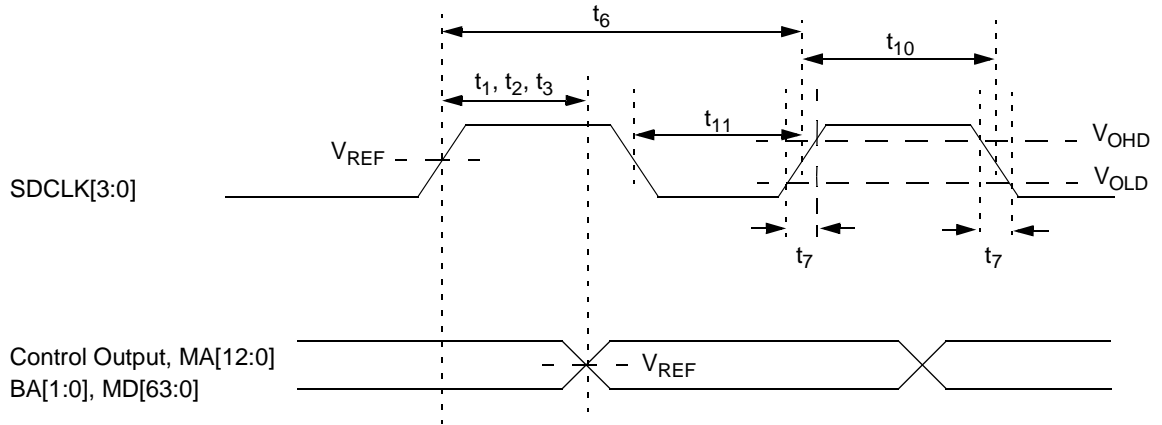 t6
t10
t1, t2, t3
t11
VREF
VOHD
SDCLK[3:0]
VOLD
t7
t7
Control Output, MA[12:0]
VREF
BA[1:0], MD[63:0]